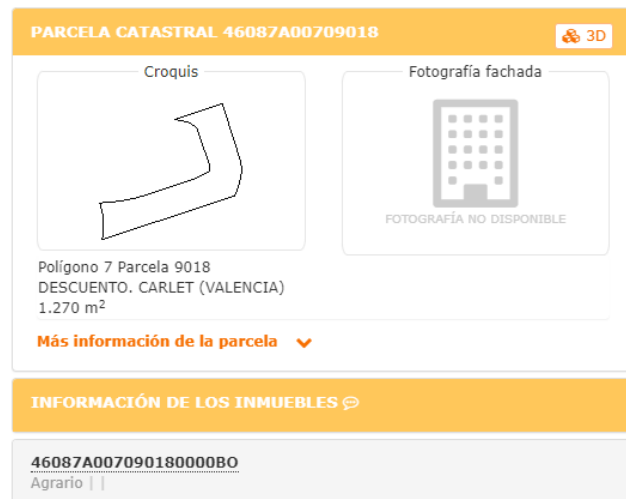 PARCELA CATASTRAL 46087A00709018
3D
Croquis
Fotografía fachada
FOTOGRAFÍA NO DISPONIBLE
Polígono 7 Parcela 9018
DESCUENTO. CARLET (VALENCIA)
1.270 m²
Más información de la parcela
INFORMACIÓN DE LOS INMUEBLES
46087A007090180000BO
Agrario | |